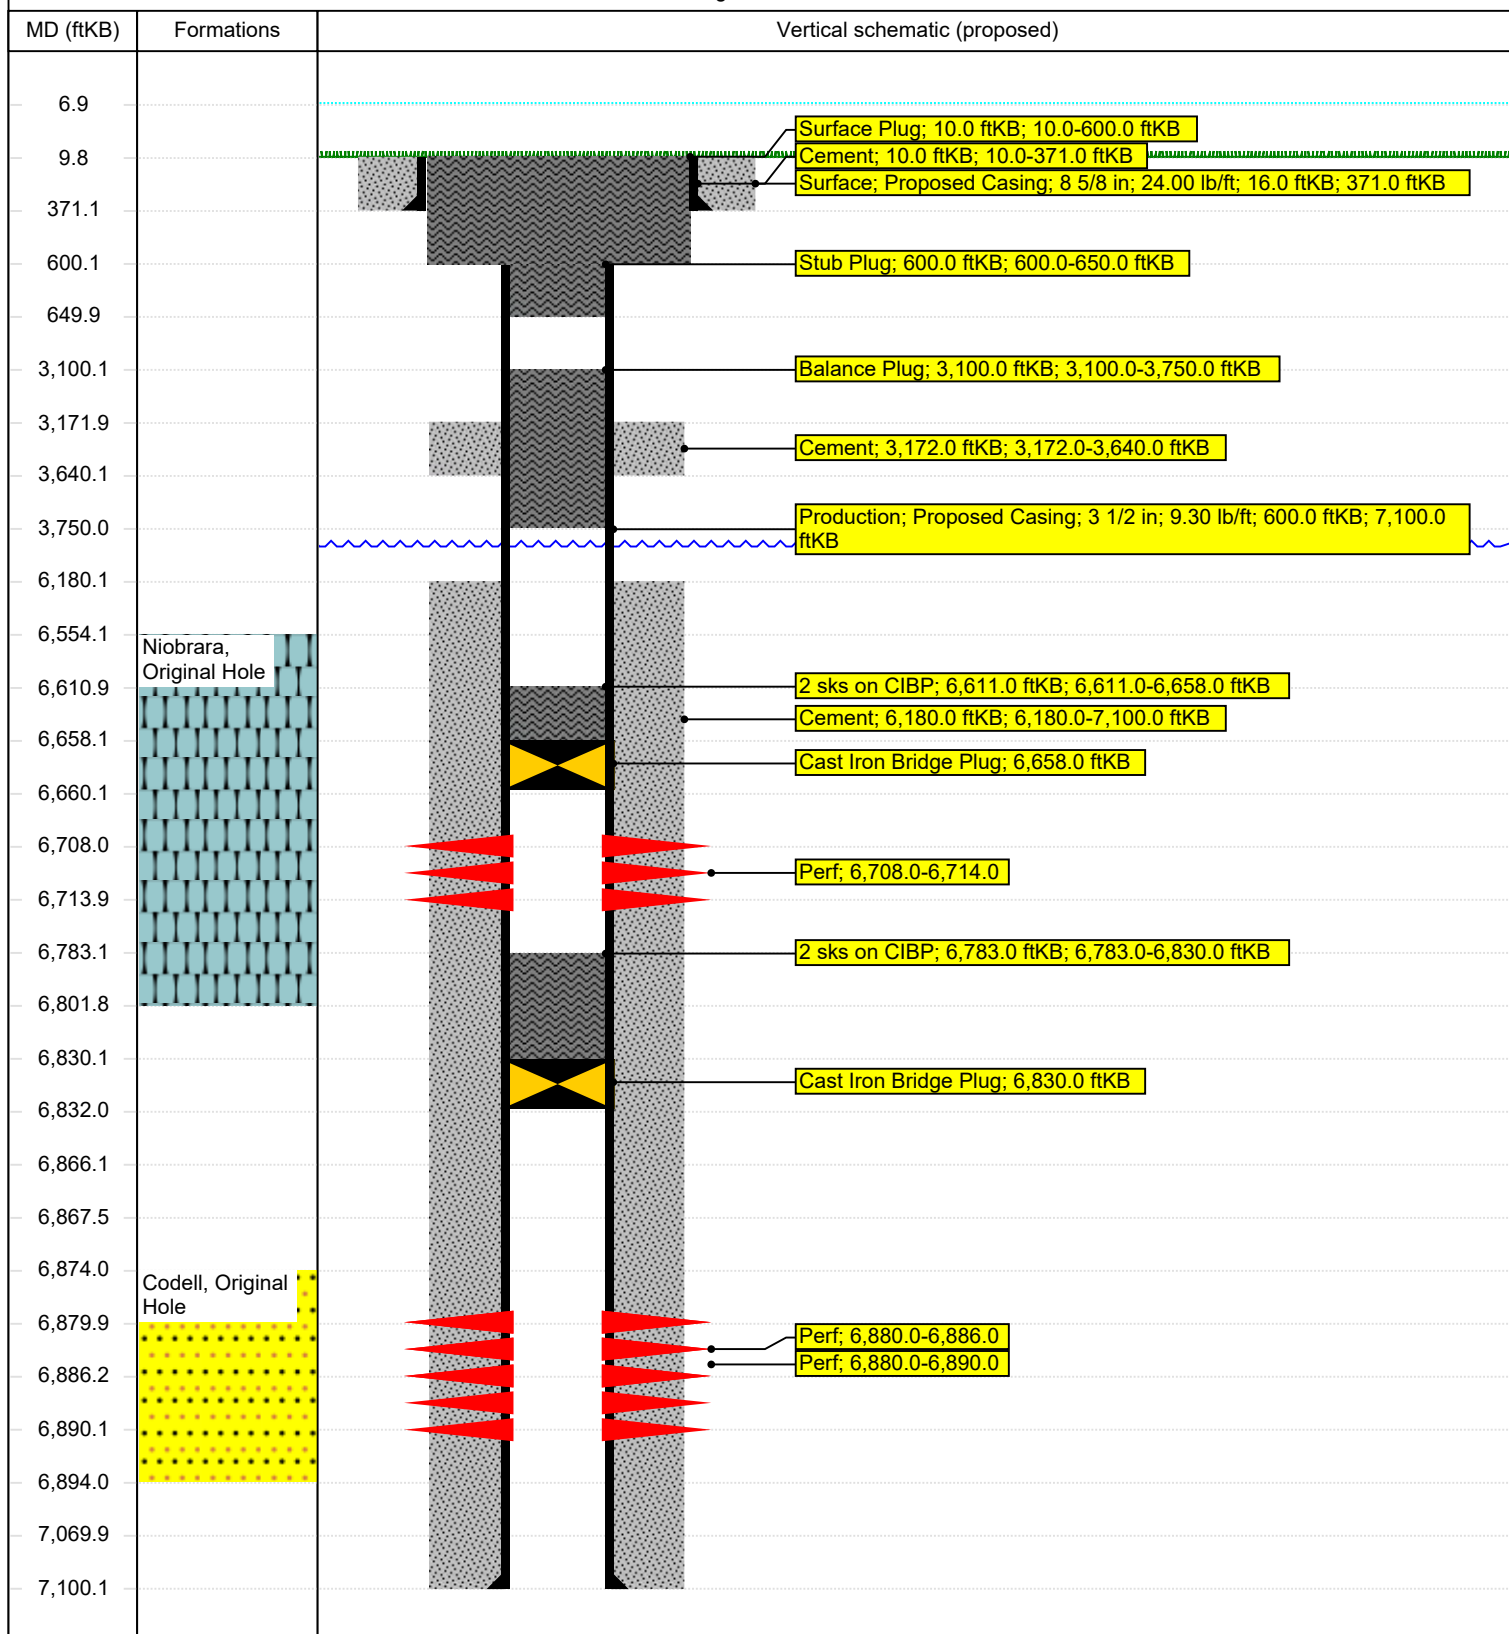 MD (ftKB)
Formations
Vertical schematic (proposed)
6.9
Surface Plug; 10.0 ftKB; 10.0-600.0 ftKB
9.8
Cement; 10.0 ftKB; 10.0-371.0 ftKB
Surface; Proposed Casing; 8 5/8 in; 24.00 lb/ft; 16.0 ftKB; 371.0 ftKB
371.1
600.1
Stub Plug; 600.0 ftKB; 600.0-650.0 ftKB
649.9
3,100.1
Balance Plug; 3,100.0 ftKB; 3,100.0-3,750.0 ftKB
3,171.9
Cement; 3,172.0 ftKB; 3,172.0-3,640.0 ftKB
3,640.1
Production; Proposed Casing; 3 1/2 in; 9.30 lb/ft; 600.0 ftKB; 7,100.0
ftKB
3,750.0
6,180.1
6,554.1
Niobrara,
Original Hole
6,610.9
2 sks on CIBP; 6,611.0 ftKB; 6,611.0-6,658.0 ftKB
Cement; 6,180.0 ftKB; 6,180.0-7,100.0 ftKB
6,658.1
Cast Iron Bridge Plug; 6,658.0 ftKB
6,660.1
6,708.0
Perf; 6,708.0-6,714.0
6,713.9
6,783.1
2 sks on CIBP; 6,783.0 ftKB; 6,783.0-6,830.0 ftKB
6,801.8
6,830.1
Cast Iron Bridge Plug; 6,830.0 ftKB
6,832.0
6,866.1
6,867.5
6,874.0
Codell, Original
Hole
6,879.9
Perf; 6,880.0-6,886.0
Perf; 6,880.0-6,890.0
6,886.2
6,890.1
6,894.0
7,069.9
7,100.1